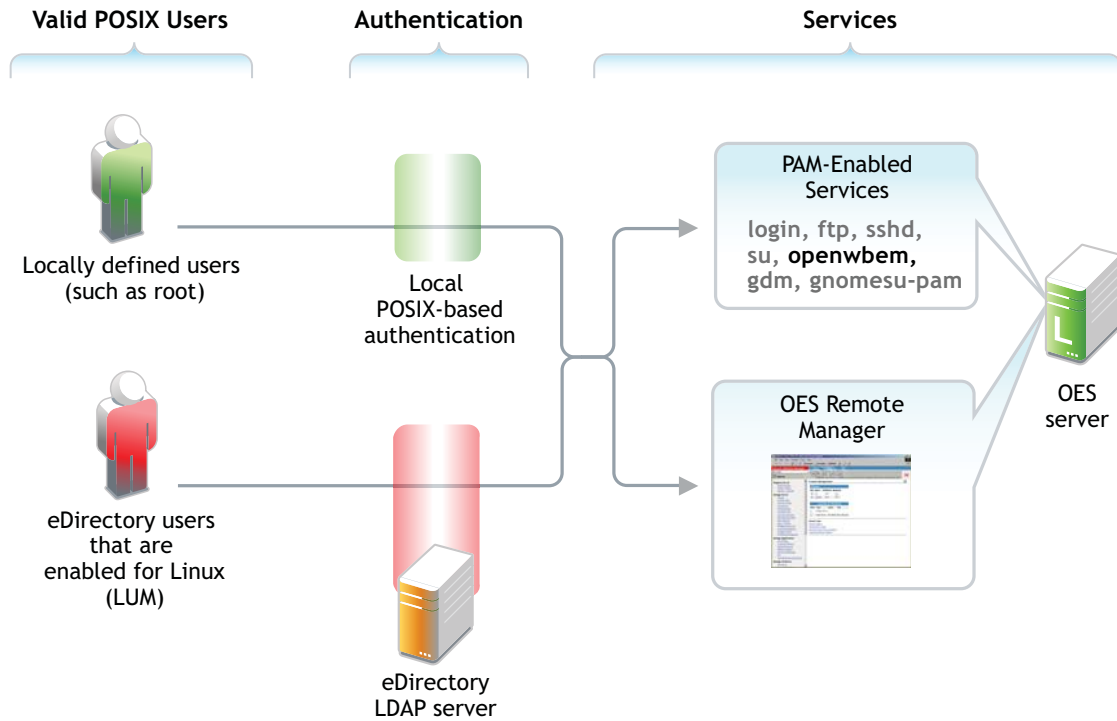 Valid POSIX Users
Authentication
Services
Locally defined users
(such as root)
Local
POSIX-based
authentication
PAM-Enabled
Services
login, ftp, sshd,
su, openwbem,
gdm, gnomesu-pam
L
OES
server
eDirectory users
that are
enabled for Linux
(LUM)
eDirectory
LDAP server
OES Remote
Manager